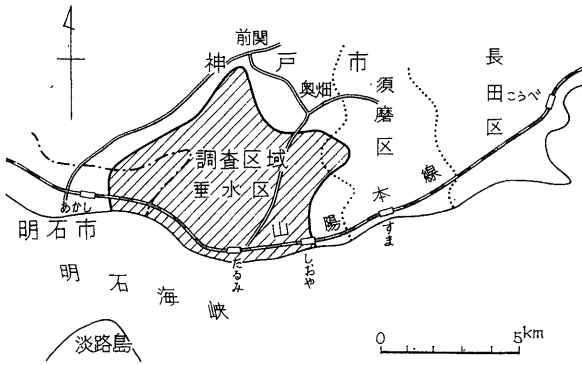 前関
神戸市
奥畑
須磨区
長田区
こうべ
調査区域
垂水区
山陽本線
あかし
明石市
たるみ
しおや
すま
明石海峡
淡路島
0 5km